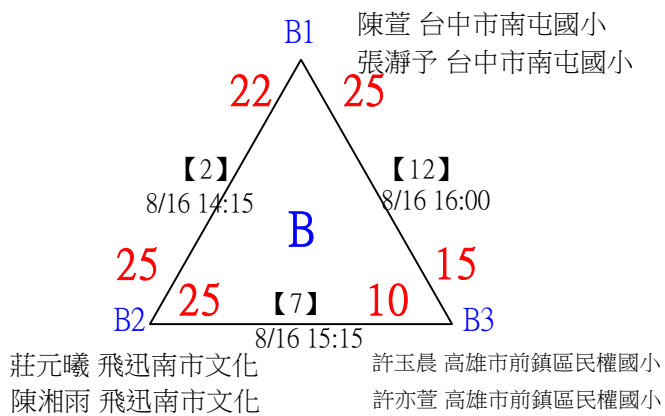 B1
陳萱 台中市南屯國小
張瀞予 台中市南屯國小
22
25
【2】
8/16 14:15
【12】
8/16 16:00
B
25
15
25
【7】
10
B2
8/16 15:15
B3
莊元曦 飛迅南市文化
陳湘雨 飛迅南市文化
許玉晨 高雄市前鎮區民權國小
許亦萱 高雄市前鎮區民權國小